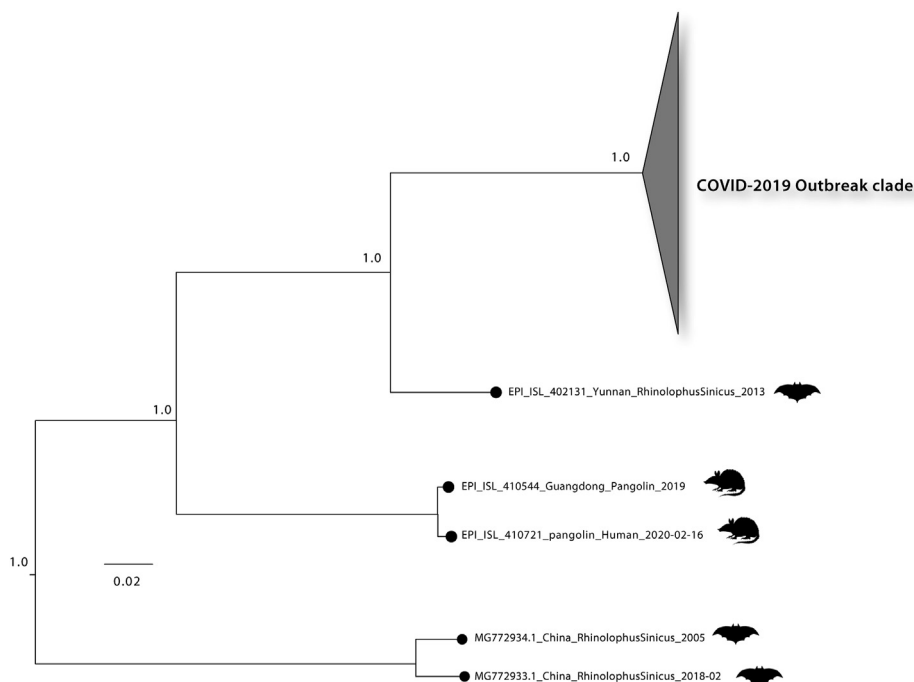 1.0
COVID-2019 Outbreak clade
1.0
EPI_ISL_402131_Yunnan_RhinolophusSinicus_2013
1.0
EPI_ISL_410544_Guangdong_Pangolin_2019
EPI_ISL_410721_pangolin_Human_2020-02-16
1.0
0.02
MG772934.1_China_RhinolophusSinicus_2005
MG772933.1_China_RhinolophusSinicus_2018-02